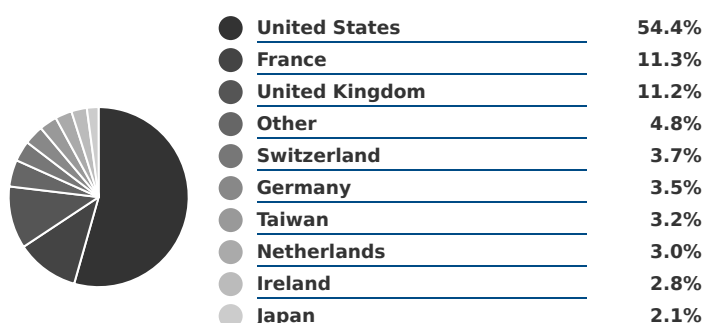 United States 54.4%
France 11.3%
United Kingdom 11.2%
Other 4.8%
Switzerland 3.7%
Germany 3.5%
Taiwan 3.2%
Netherlands 3.0%
Ireland 2.8%
Japan 2.1%